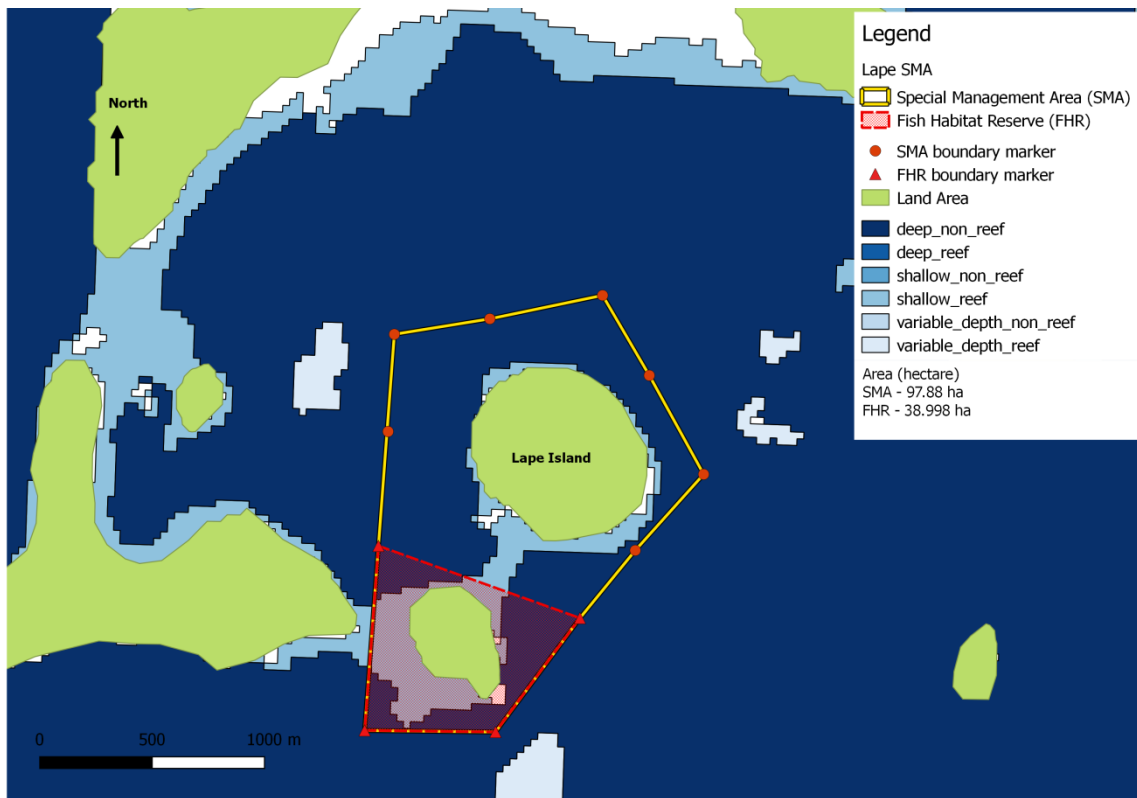 North
Lape Island
0 500 1000 m
Legend
Lape SMA
Special Management Area (SMA)
Fish Habitat Reserve (FHR)
SMA boundary marker
FHR boundary marker
Land Area
deep_non_reef
deep_reef
shallow_non_reef
shallow_reef
variable_depth_non_reef
variable_depth_reef
Area (hectare)
SMA - 97.88 ha
FHR - 38.998 ha